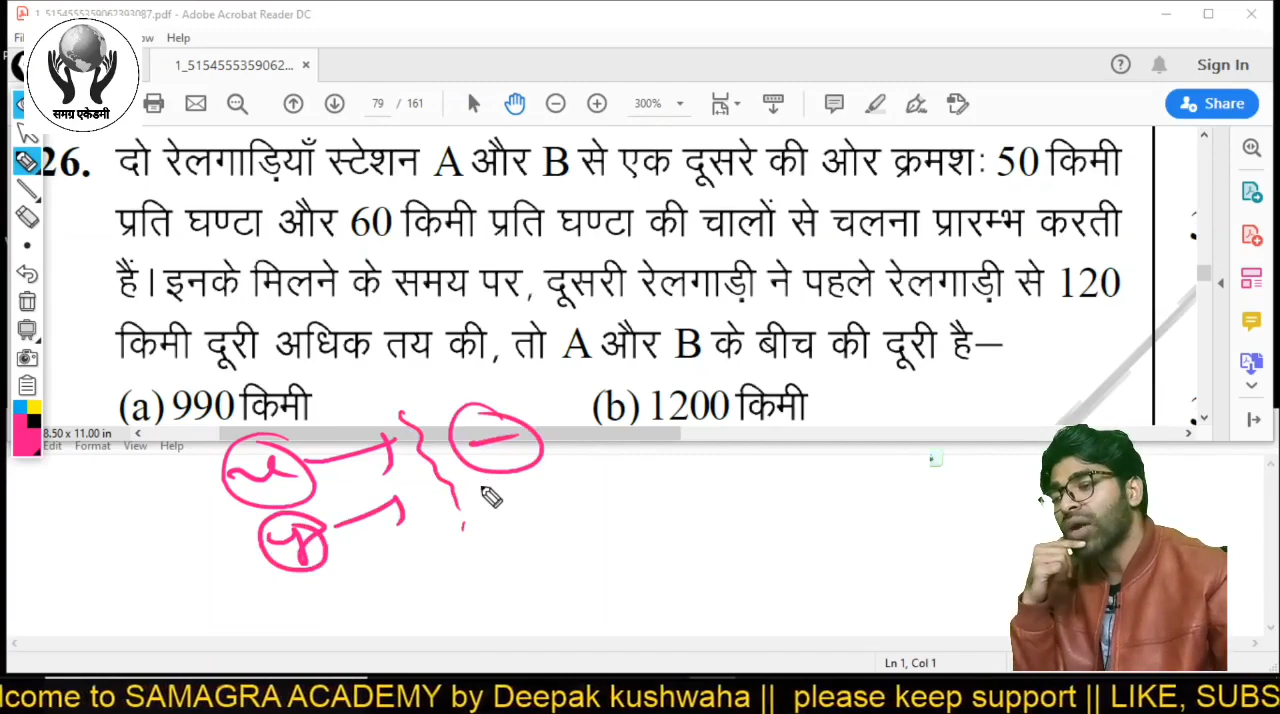 1_5154555359062393087.pdf - Adobe Acrobat Reader DC
Help
समग्र एकेडमी
1_51545553590​62... ×
Sign In
79 / 161
300%
Share
26. दो रेलगाड़ियाँ स्टेशन A और B से एक दूसरे की ओर क्रमशः 50 किमी
प्रति घण्टा और 60 किमी प्रति घण्टा की चालों से चलना प्रारम्भ करती
हैं। इनके मिलने के समय पर, दूसरी रेलगाड़ी ने पहले रेलगाड़ी से 120
किमी दूरी अधिक तय की, तो A और B के बीच की दूरी है—
(a) 990 किमी (b) 1200 किमी
8.50 x 11.00 in
Edit Format View Help
Ln 1, Col 1
lcome to SAMAGRA ACADEMY by Deepak kushwaha || please keep support || LIKE, SUBS